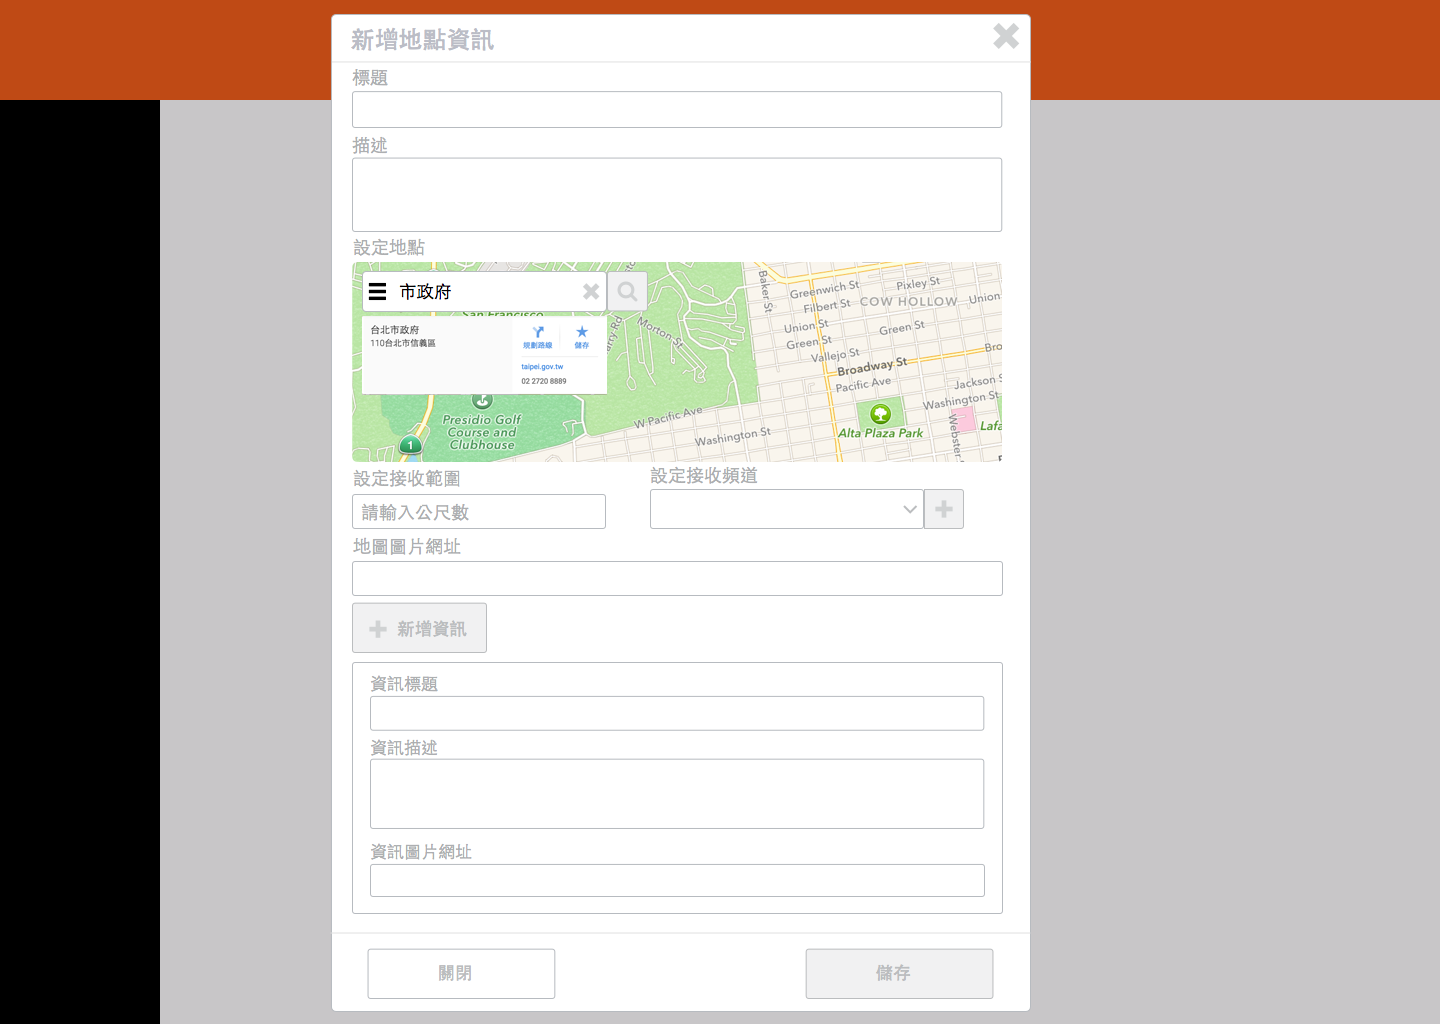 新增地點資訊
標題
描述
設定地點
市政府
台北市政府
110台北市信義區
規劃路線
儲存
taipei.gov.tw
02 2720 8889
San Francisco
Morton St
Baker St
Greenwich St
Pixley St
Filbert St
COW HOLLOW
Union
Union St
Green St
Green St
Vallejo St
Broadway St
Bro
Pacific Ave
Jackson S
Washington St
W Pacific Ave
Washington St
Alta Plaza Park
Webster
Lafa
Presidio Golf
Course and
Clubhouse
1
設定接收範圍
設定接收頻道
請輸入公尺數
地圖圖片網址
新增資訊
資訊標題
資訊描述
資訊圖片網址
關閉
儲存